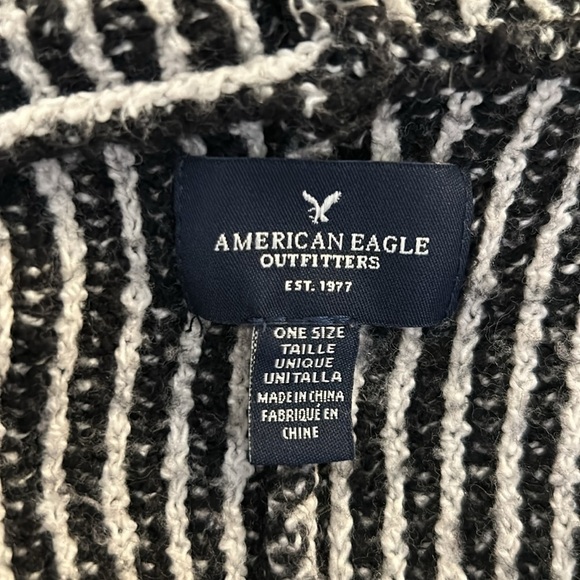 AMERICAN EAGLE
OUTFITTERS
EST. 1977
ONE SIZE
TAILLE
UNIQUE
UNITALLA
MADE IN CHINA
FABRIQUÉ EN
CHINE